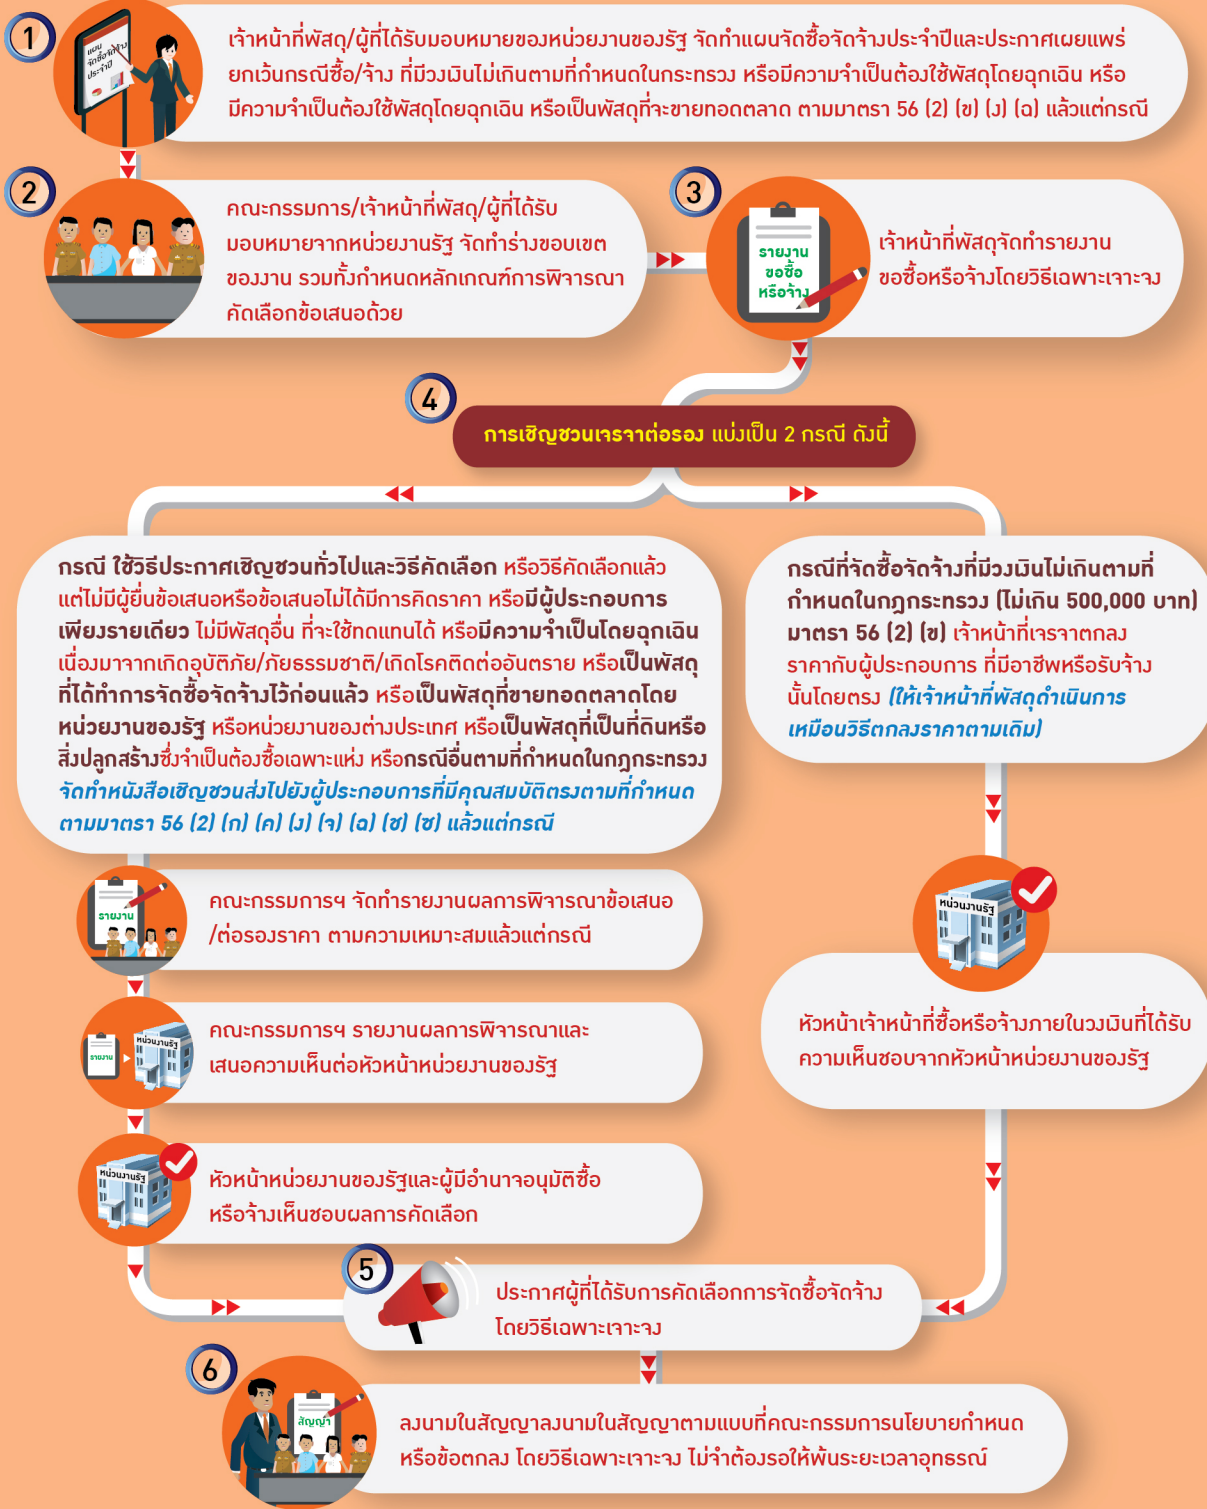 1
แผน
จัดซื้อจัดจ้าง
ประจำปี
เจ้าหน้าที่พัสดุ/ผู้ที่ได้รับมอบหมายของหน่วยงานของรัฐ จัดทำแผนจัดซื้อจัดจ้างประจำปีและประกาศเผยแพร่
ยกเว้นกรณีซื้อ/จ้าง ที่มีวงเงินไม่เกินตามที่กำหนดในกระทรวง หรือมีความจำเป็นต้องใช้พัสดุโดยฉุกเฉิน หรือ
มีความจำเป็นต้องใช้พัสดุโดยฉุกเฉิน หรือเป็นพัสดุที่จะขายทอดตลาด ตามมาตรา 56 (2) (ข) (ง) (ฉ) แล้วแต่กรณี
2
คณะกรรมการ/เจ้าหน้าที่พัสดุ/ผู้ที่ได้รับ
มอบหมายจากหน่วยงานรัฐ จัดทำร่างขอบเขต
ของงาน รวมทั้งกำหนดหลักเกณฑ์การพิจารณา
คัดเลือกข้อเสนอด้วย
3
รายงาน
ขอซื้อ
หรือจ้าง
เจ้าหน้าที่พัสดุจัดทำรายงาน
ขอซื้อหรือจ้างโดยวิธีเฉพาะเจาะจง
4
การเชิญชวนเจรจาต่อรอง แบ่งเป็น 2 กรณี ดังนี้
กรณี ใช้วิธีประกาศเชิญชวนทั่วไปและวิธีคัดเลือก หรือวิธีคัดเลือกแล้ว
แต่ไม่มีผู้ยื่นข้อเสนอหรือข้อเสนอไม่ได้มีการคิดราคา หรือมีผู้ประกอบการ
เพียงรายเดียว ไม่มีพัสดุอื่น ที่จะใช้ทดแทนได้ หรือมีความจำเป็นโดยฉุกเฉิน
เนื่องมาจากเกิดอุบัติภัย/ภัยธรรมชาติ/เกิดโรคติดต่ออันตราย หรือเป็นพัสดุ
ที่ได้ทำการจัดซื้อจัดจ้างไว้ก่อนแล้ว หรือเป็นพัสดุที่ขายทอดตลาดโดย
หน่วยงานของรัฐ หรือหน่วยงานของต่างประเทศ หรือเป็นพัสดุที่เป็นที่ดินหรือ
สิ่งปลูกสร้างซึ่งจำเป็นต้องซื้อเฉพาะแห่ง หรือกรณีอื่นตามที่กำหนดในกฎกระทรวง
จัดทำหนังสือเชิญชวนส่งไปยังผู้ประกอบการที่มีคุณสมบัติตรงตามที่กำหนด
ตามมาตรา 56 (2) (ก) (ค) (ง) (จ) (ฉ) (ช) (ซ) แล้วแต่กรณี
กรณีที่จัดซื้อจัดจ้างที่มีวงเงินไม่เกินตามที่
กำหนดในกฎกระทรวง (ไม่เกิน 500,000 บาท)
มาตรา 56 (2) (ข) เจ้าหน้าที่เจรจาตกลง
ราคากับผู้ประกอบการ ที่มีอาชีพหรือรับจ้าง
นั้นโดยตรง (ให้เจ้าหน้าที่พัสดุดำเนินการ
เหมือนวิธีตกลงราคาตามเดิม)
รายงาน
คณะกรรมการฯ จัดทำรายงานผลการพิจารณาข้อเสนอ
/ต่อรองราคา ตามความเหมาะสมแล้วแต่กรณี
รายงาน
หน่วยงานรัฐ
คณะกรรมการฯ รายงานผลการพิจารณาและ
เสนอความเห็นต่อหัวหน้าหน่วยงานของรัฐ
หน่วยงานรัฐ
หัวหน้าหน่วยงานของรัฐและผู้มีอำนาจอนุมัติซื้อ
หรือจ้างเห็นชอบผลการคัดเลือก
หน่วยงานรัฐ
หัวหน้าเจ้าหน้าที่ซื้อหรือจ้างภายในวงเงินที่ได้รับ
ความเห็นชอบจากหัวหน้าหน่วยงานของรัฐ
5
ประกาศผู้ที่ได้รับการคัดเลือกการจัดซื้อจัดจ้าง
โดยวิธีเฉพาะเจาะจง
6
สัญญา
ลงนามในสัญญาลงนามในสัญญาตามแบบที่คณะกรรมการนโยบายกำหนด
หรือข้อตกลง โดยวิธีเฉพาะเจาะจง ไม่จำต้องรอให้พ้นระยะเวลาอุทธรณ์